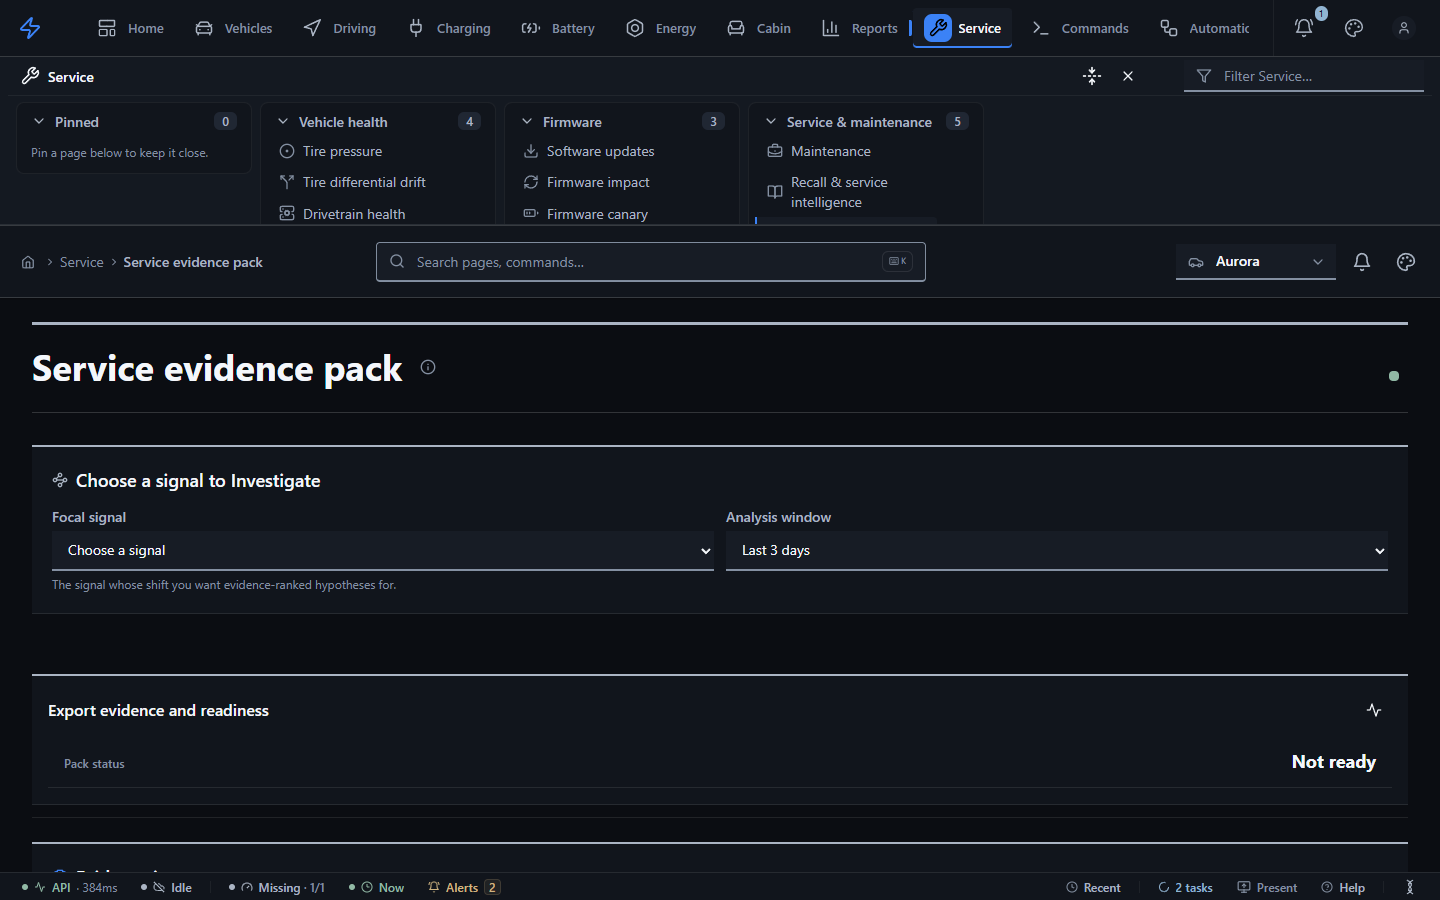 Home
Vehicles
Driving
Charging
Battery
Energy
Cabin
Reports
Service
Commands
Automatic
1
Service
Filter Service...
Pinned
0
Pin a page below to keep it close.
Vehicle health
4
Tire pressure
Tire differential drift
Drivetrain health
Firmware
3
Software updates
Firmware impact
Firmware canary
Service & maintenance
5
Maintenance
Recall & service
intelligence
Service
Service evidence pack
Search pages, commands...
K
Aurora
Service evidence pack
Choose a signal to Investigate
Focal signal
Choose a signal
The signal whose shift you want evidence-ranked hypotheses for.
Analysis window
Last 3 days
Export evidence and readiness
Pack status
Not ready
API · 384ms
Idle
Missing · 1/1
Now
Alerts 2
Recent
2 tasks
Present
Help